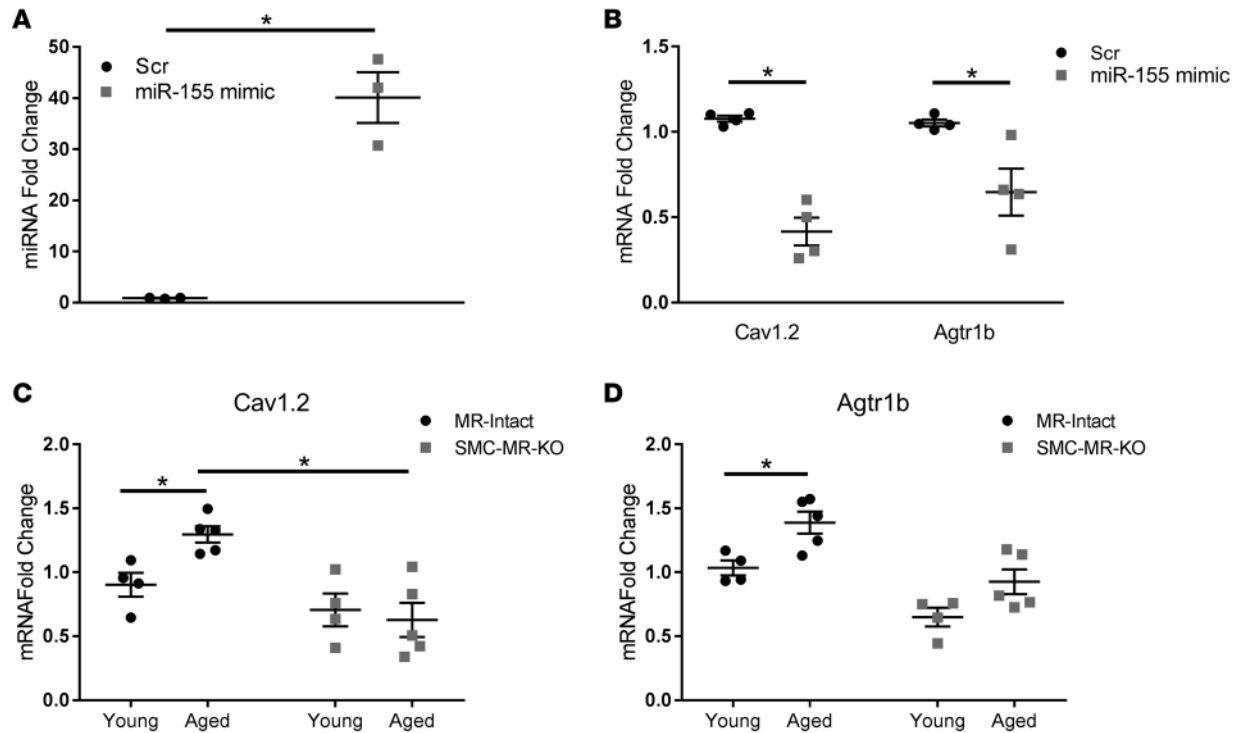 A
*
50
40
30
20
10
0
miRNA Fold Change
Scr
miR-155 mimic
B
1.5
1.0
0.5
0.0
mRNA Fold Change
*
*
Scr
miR-155 mimic
Cav1.2
Agtr1b
C
Cav1.2
MR-Intact
SMC-MR-KO
2.0
1.5
1.0
0.5
0.0
mRNAFold Change
*
*
Young
Aged
Young
Aged
D
Agtr1b
MR-Intact
SMC-MR-KO
2.0
1.5
1.0
0.5
0.0
mRNAFold Change
*
Young
Aged
Young
Aged